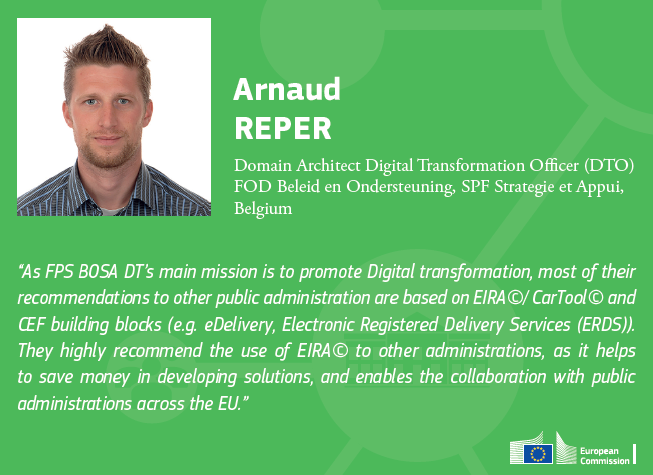 Arnaud
REPER
Domain Architect Digital Transformation Officer (DTO)
FOD Beleid en Ondersteuning, SPF Strategie et Appui,
Belgium
“As FPS BOSA DT’s main mission is to promote Digital transformation, most of their
recommendations to other public administration are based on EIRA©/ CarTool© and
CEF building blocks (e.g. eDelivery, Electronic Registered Delivery Services (ERDS)).
They highly recommend the use of EIRA© to other administrations, as it helps
to save money in developing solutions, and enables the collaboration with public
administrations across the EU.”
European
Commission